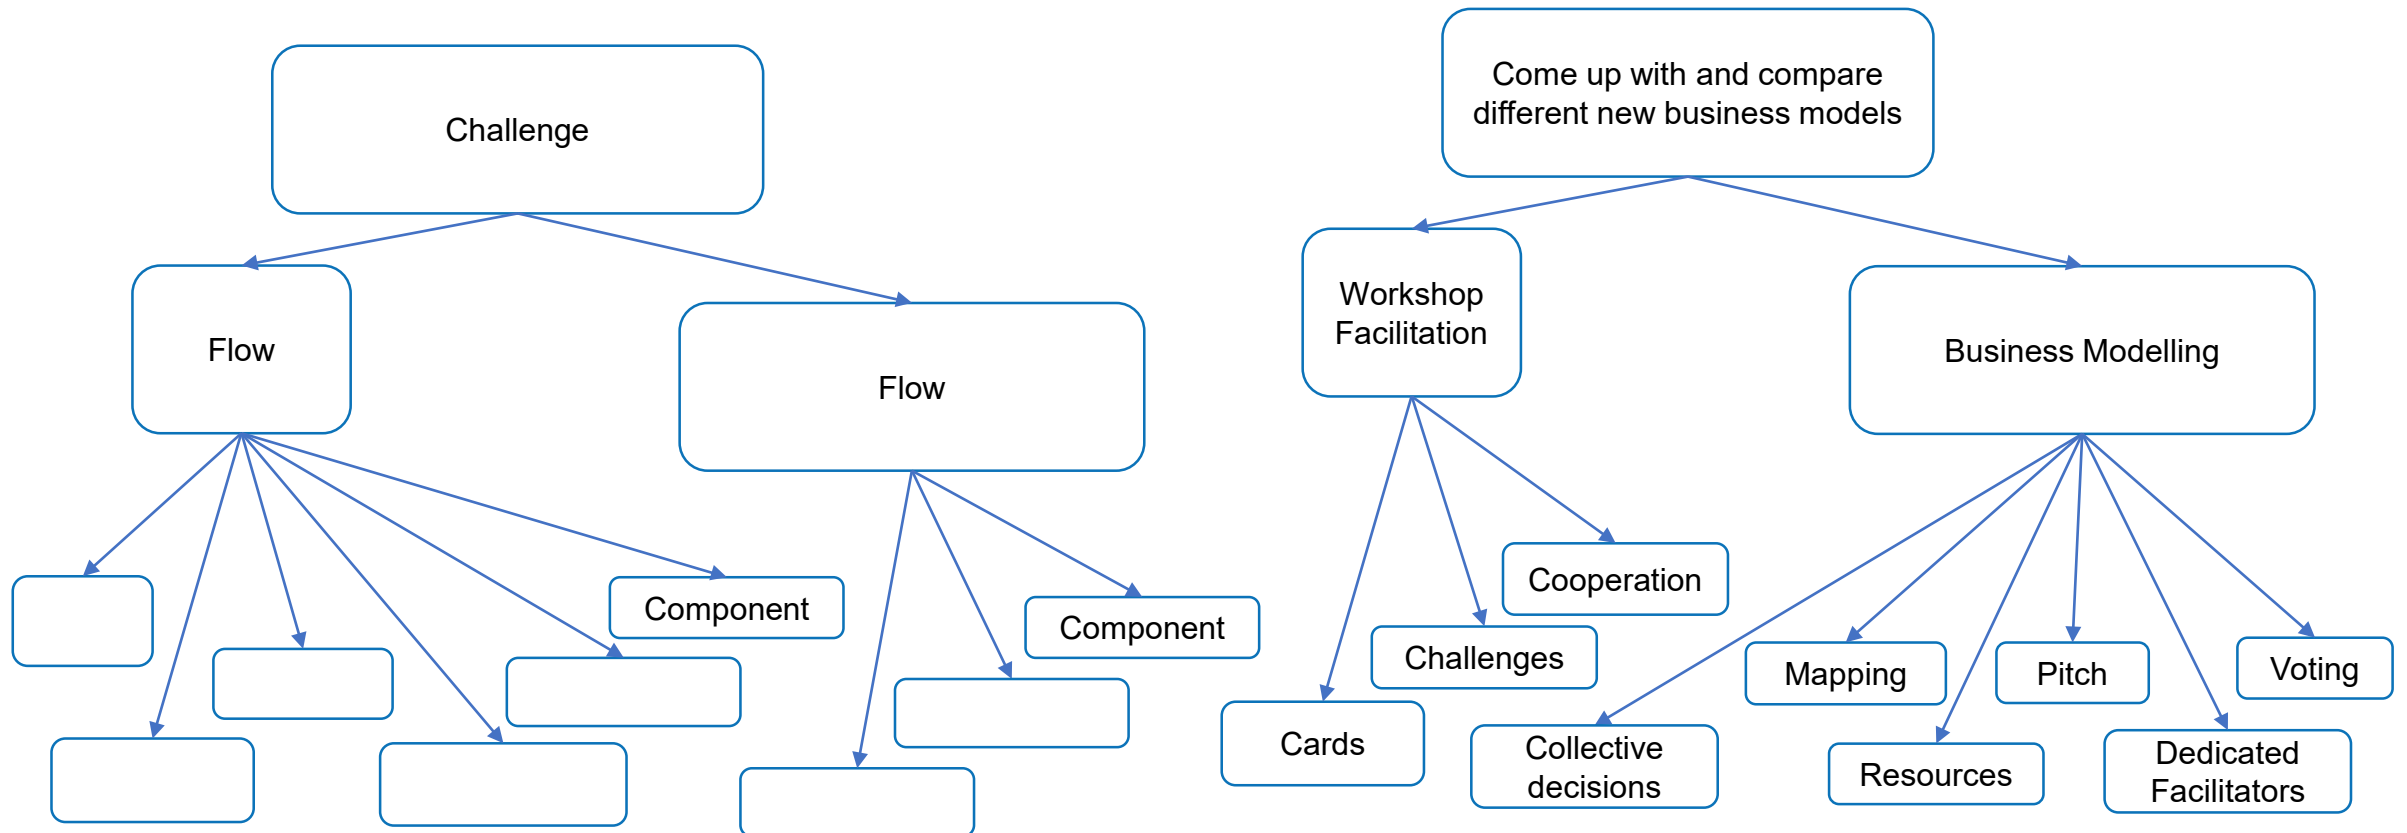 Challenge
Flow
Flow
Component
Component
Come up with and compare
different new business models
Workshop
Facilitation
Business Modelling
Cooperation
Challenges
Cards
Collective
decisions
Mapping
Resources
Pitch
Dedicated
Facilitators
Voting